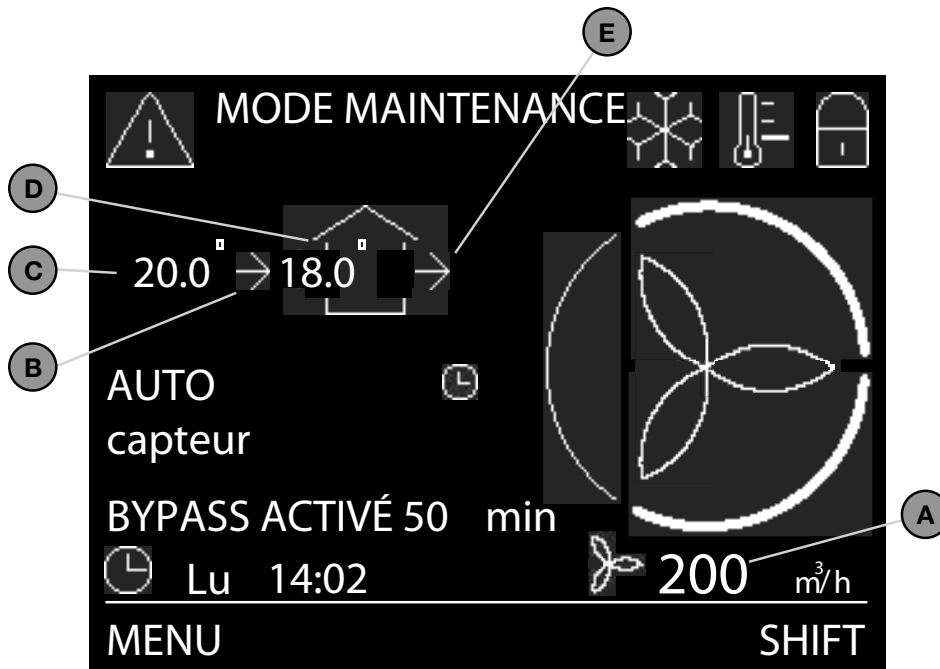 E
MODE MAINTENANCE
D
C
20.0° 18.0°
B
AUTO
capteur
BYPASS ACTIVÉ 50 min
A
Lu 14:02 200 m³/h
MENU SHIFT